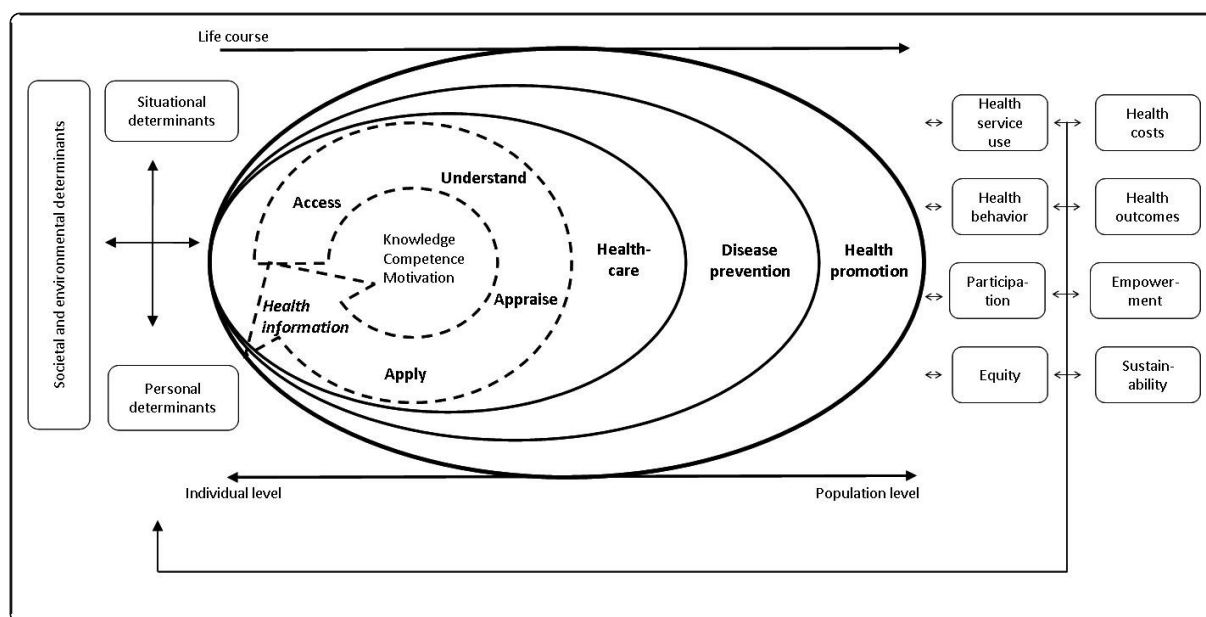 Life course
Societal and environmental determinants
Situational
determinants
Personal
determinants
Access
Understand
Knowledge
Competence
Motivation
Appraise
Health
information
Apply
Health-
care
Disease
prevention
Health
promotion
Health
service
use
Health
costs
Health
behavior
Health
outcomes
Participa-
tion
Empower-
ment
Equity
Sustain-
ability
Individual level
Population level